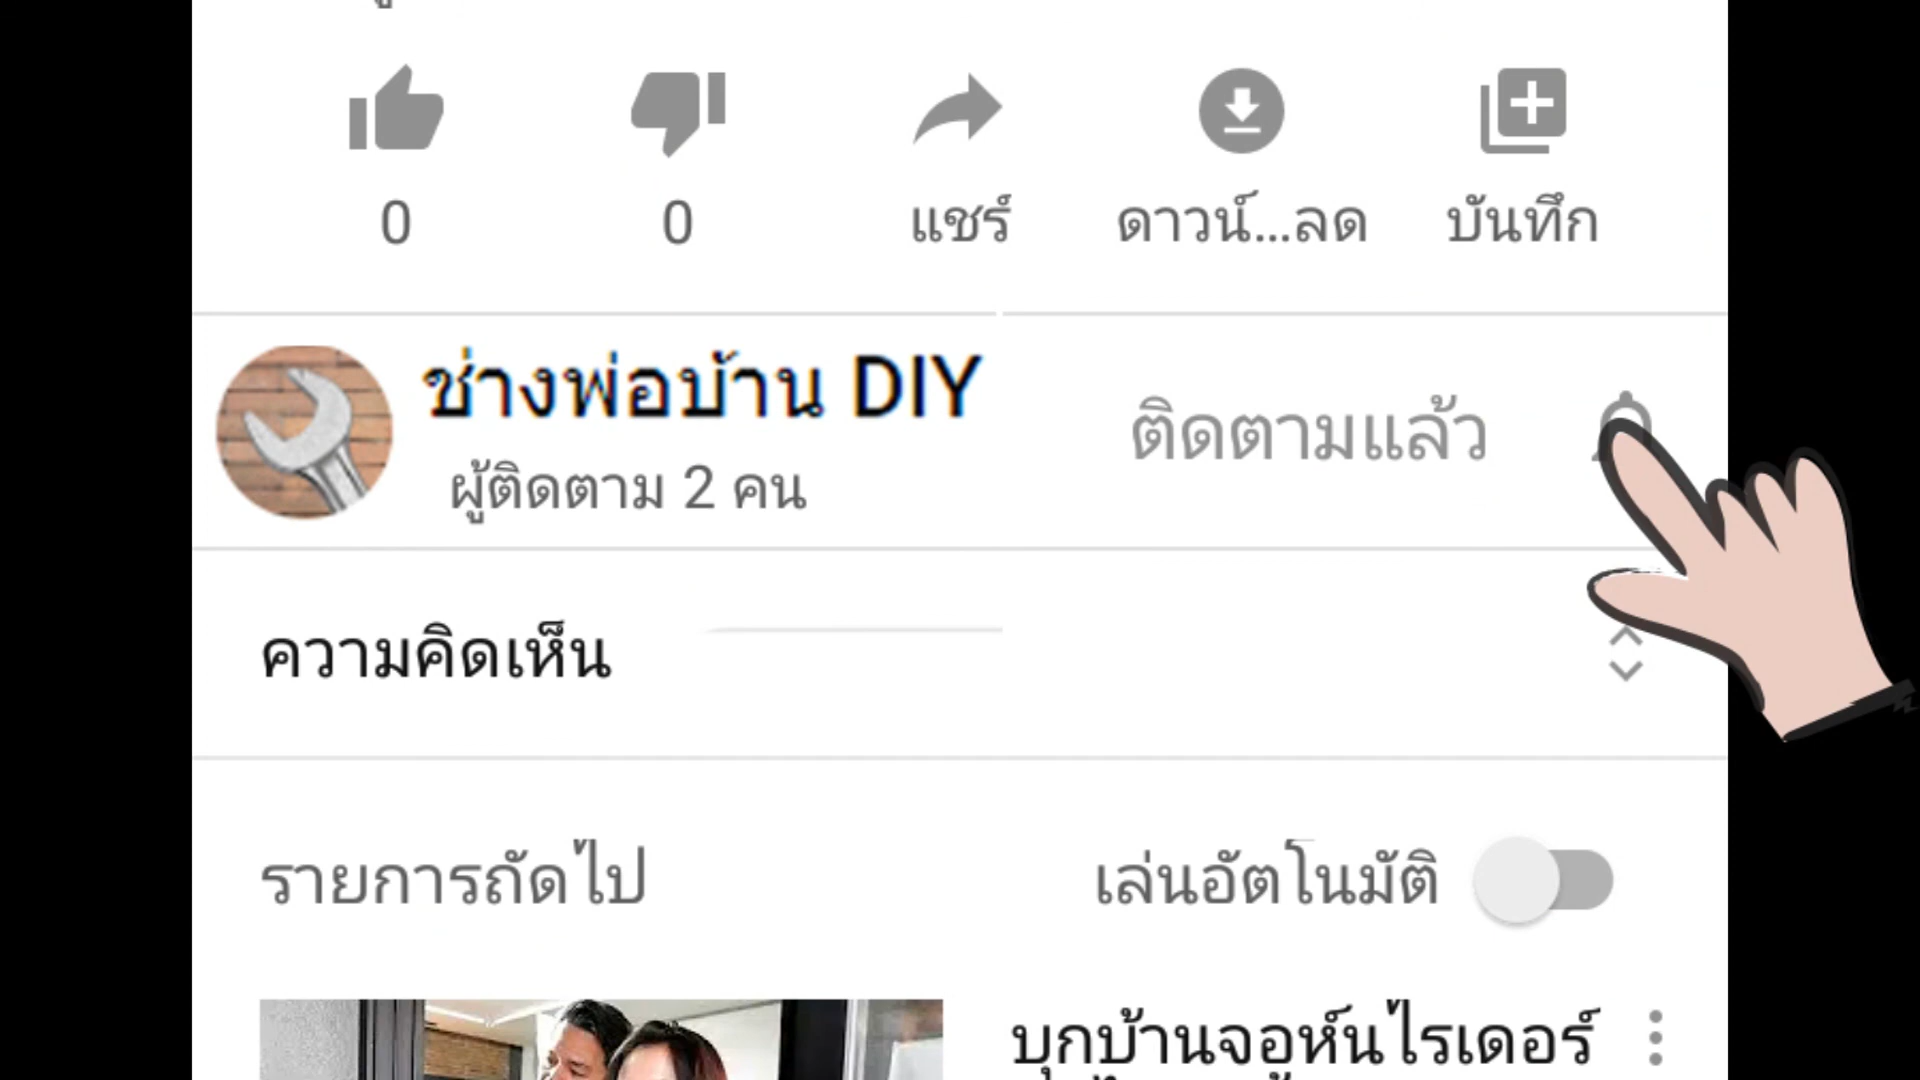 0
0
แชร์
ดาวน์...ลด
บันทึก
ช่างพ่อบ้าน DIY
ผู้ติดตาม 2 คน
ติดตามแล้ว
ความคิดเห็น
รายการถัดไป
เล่นอัตโนมัติ
บุกบ้านจอห์นไรเดอร์